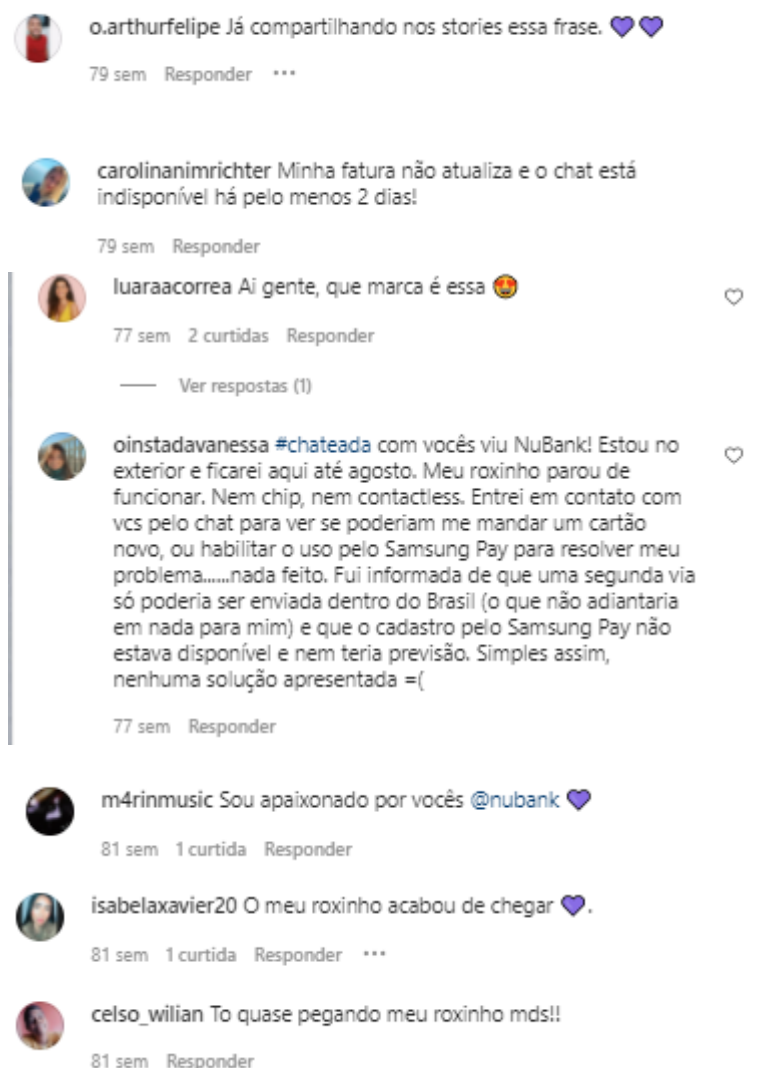 o.arthurfelipe Já compartilhando nos stories essa frase. 💜💜
79 sem Responder ...
carolinanimrichter Minha fatura não atualiza e o chat está
indisponível há pelo menos 2 dias!
79 sem Responder
luaraacorrea Ai gente, que marca é essa 🤩
77 sem 2 curtidas Responder
Ver respostas (1)
oinstadavanessa #chateada com vocês viu NuBank! Estou no
exterior e ficarei aqui até agosto. Meu roxinho parou de
funcionar. Nem chip, nem contactless. Entrei em contato com
vcs pelo chat para ver se poderiam me mandar um cartão
novo, ou habilitar o uso pelo Samsung Pay para resolver meu
problema......nada feito. Fui informada de que uma segunda via
só poderia ser enviada dentro do Brasil (o que não adiantaria
em nada para mim) e que o cadastro pelo Samsung Pay não
estava disponível e nem teria previsão. Simples assim,
nenhuma solução apresentada =(
77 sem Responder
m4rinmusic Sou apaixonado por vocês @nubank 💜
81 sem 1 curtida Responder
isabelaxavier20 O meu roxinho acabou de chegar 💜.
81 sem 1 curtida Responder ...
celso_wilian To quase pegando meu roxinho mds!!
81 sem Responder